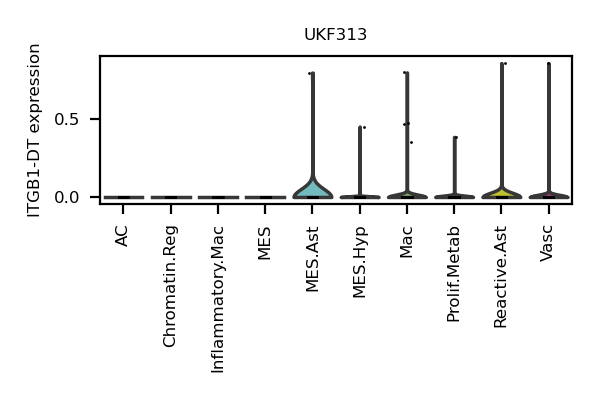 UKF313
ITGB1-DT expression
0.5
0.0
AC
Chromatin.Reg
Inflammatory.Mac
MES
MES.Ast
MES.Hyp
Mac
Prolif.Metab
Reactive.Ast
Vasc